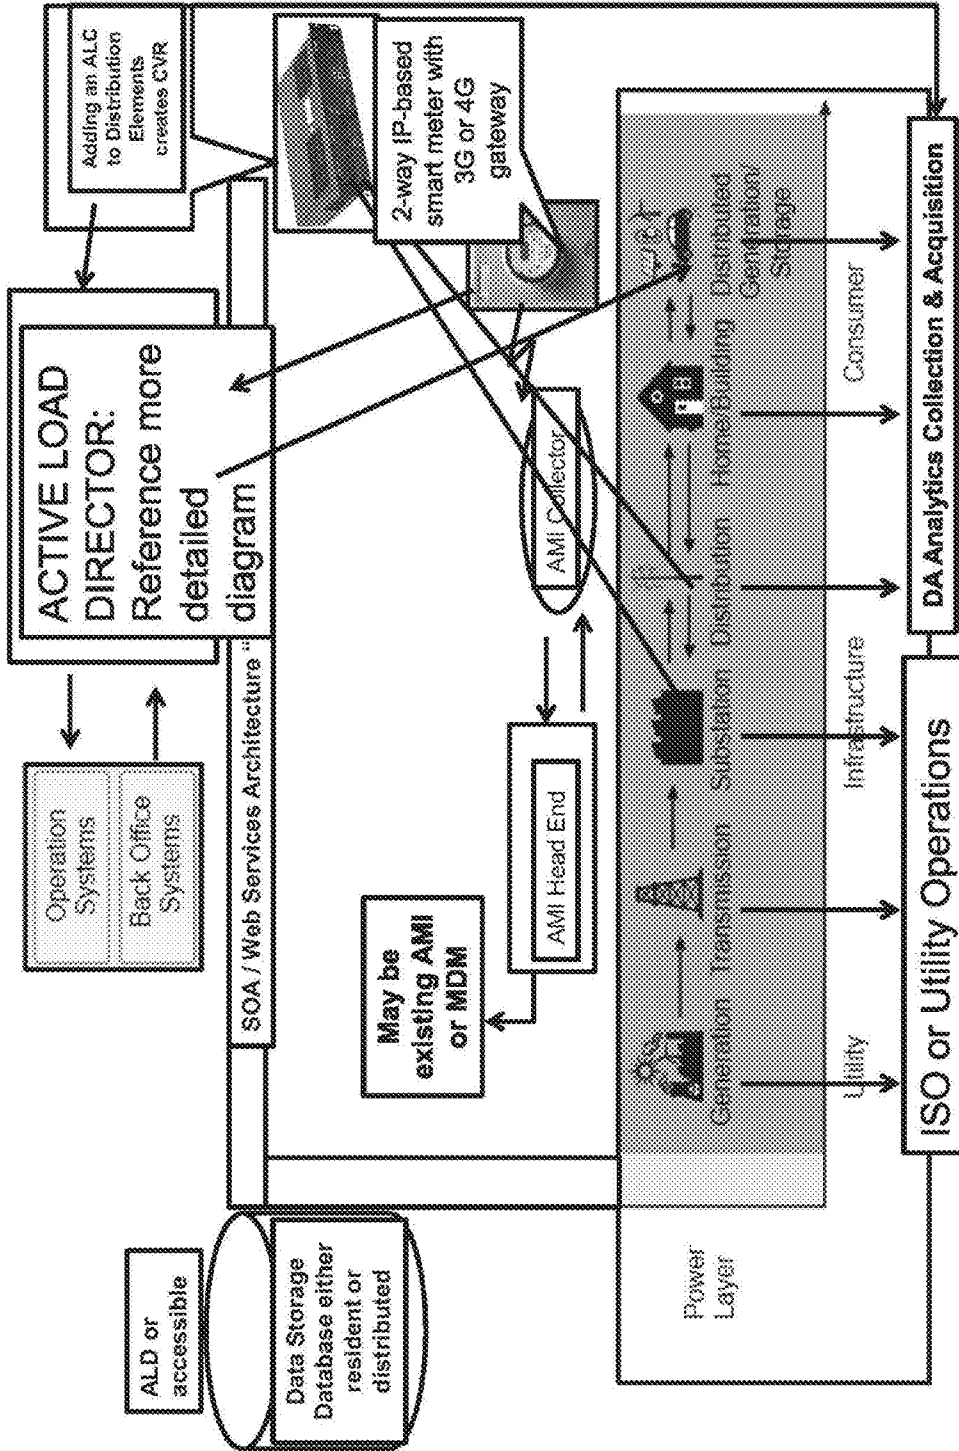 ALD or
accessible
Data Storage
Database either
resident or
distributed
Operation
Systems
Back Office
Systems
ACTIVE LOAD
DIRECTOR:
Reference more
detailed
diagram
Adding an ALC
to Distribution
Elements
creates CVR
SOA / Web Services Architecture "
2-way IP-based
smart meter with
3G or 4G
gateway
May be
existing AMI
or MDM
AMI Head End
AMI Collector
Power
Layer
Generation
Transmission
Substation
Distribution
Home/Building
Distributed
Generation/
Storage
Utility
Infrastructure
Consumer
ISO or Utility Operations
DA Analytics Collection & Acquisition